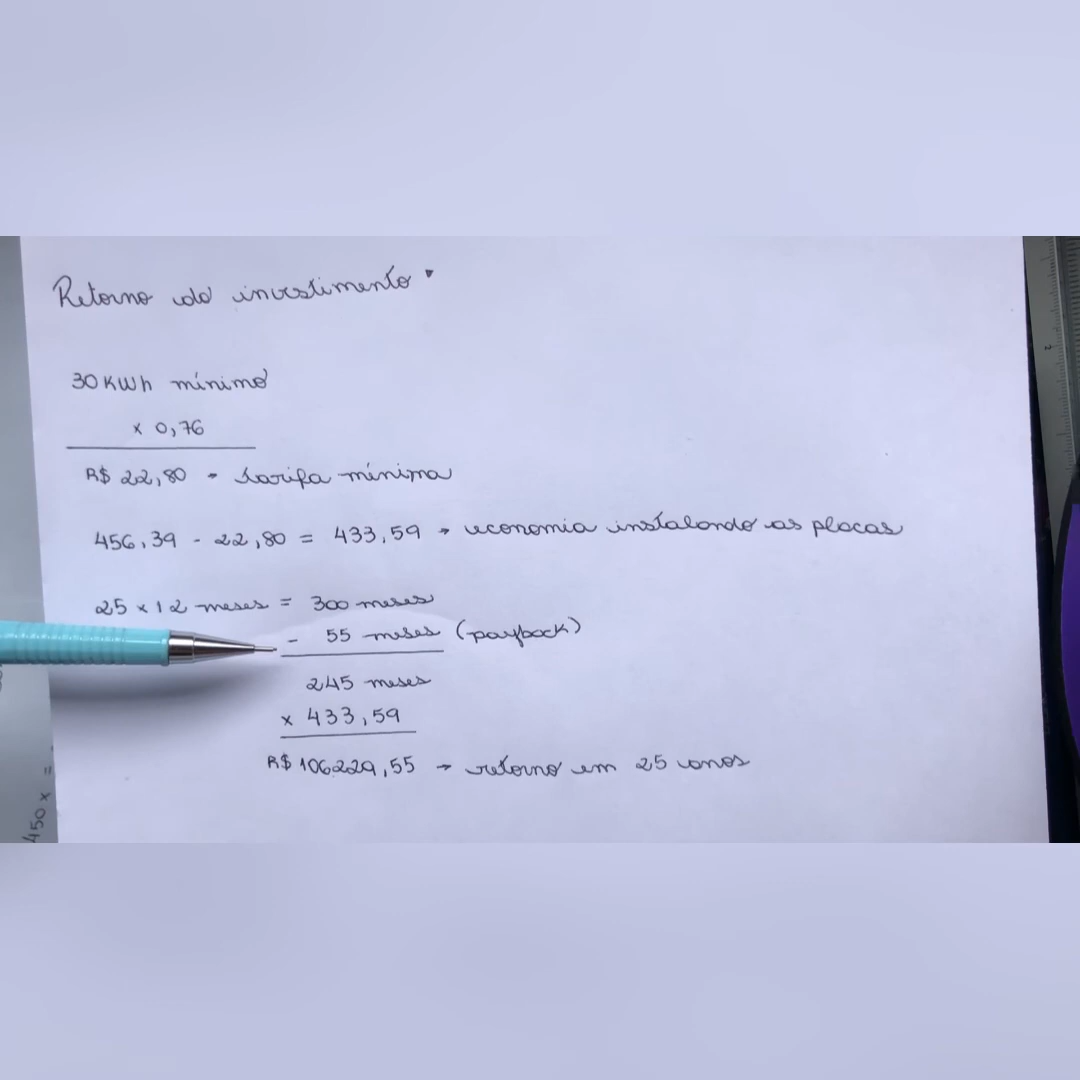 Retorno do investimento
30 KWh mínimo
x 0,76
R$ 22,80 - tarifa mínima
456,39 - 22,80 = 433,59 → economia instalando as placas
25 x 12 meses = 300 meses
- 55 meses (payback)
245 meses
x 433,59
R$ 106229,55 → retorno em 25 anos
450 x =